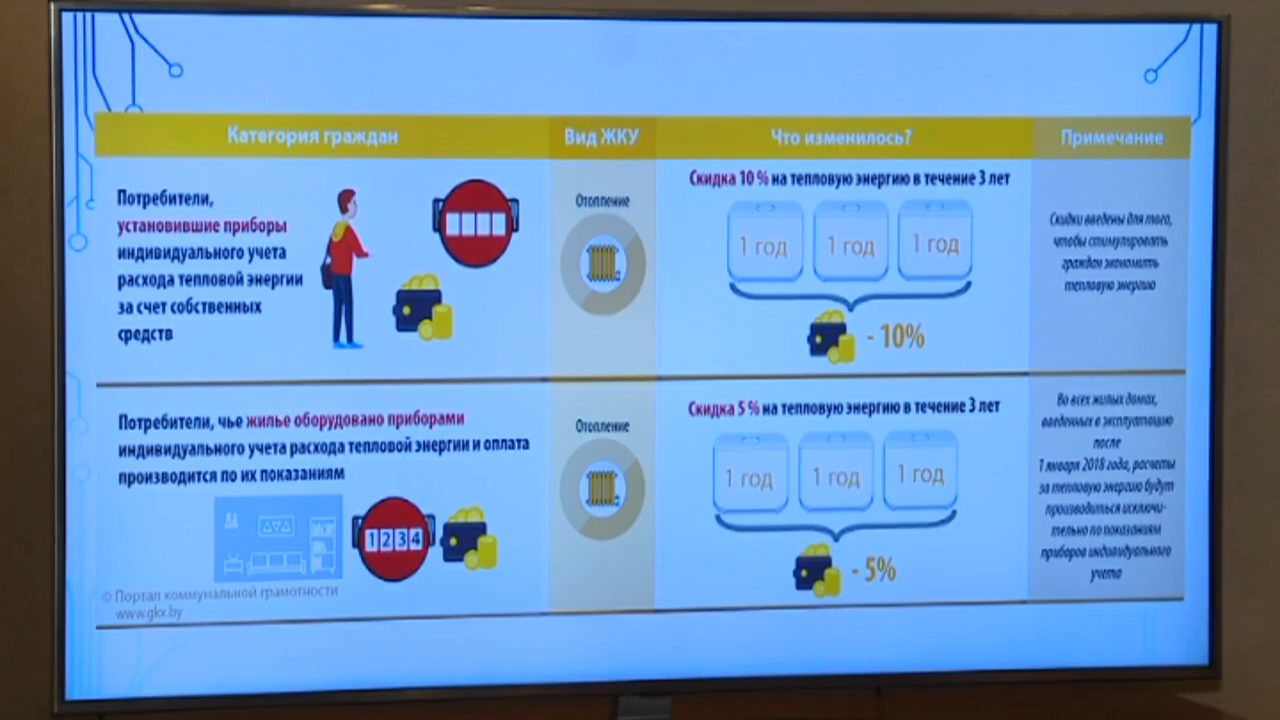 Категория граждан
Вид ЖКУ
Что изменилось?
Примечание
Потребители,
установившие приборы
индивидуального учета
расхода тепловой энергии
за счет собственных
средств
Отопление
Скидка 10 % на тепловую энергию в течение 3 лет
1 год
1 год
1 год
- 10%
Скидки введены для того,
чтобы стимулировать
граждан экономить
тепловую энергию
Потребители, чье жилье оборудовано приборами
индивидуального учета расхода тепловой энергии и оплата
производится по их показаниям
1234
Отопление
Скидка 5 % на тепловую энергию в течение 3 лет
1 год
1 год
1 год
- 5%
Во всех жилых домах,
введенных в эксплуатацию
после
1 января 2018 года, расчеты
за тепловую энергию будут
производиться исключи-
тельно по показаниям
приборов индивидуального
учета
© Портал коммунальной грамотности
www.gkx.by